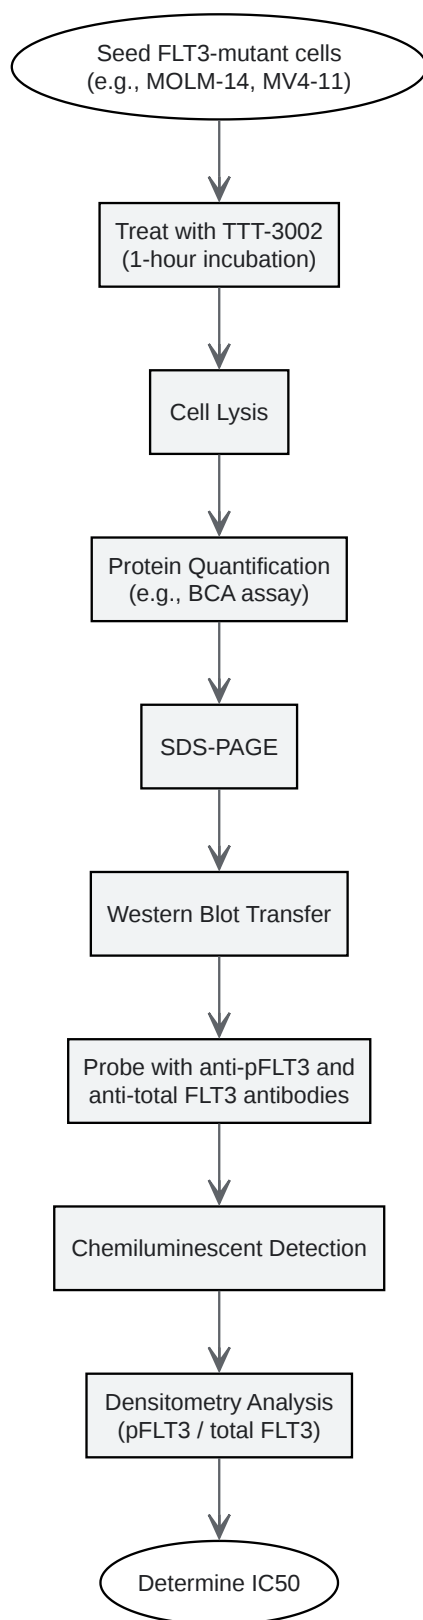 Seed FLT3-mutant cells
(e.g., MOLM-14, MV4-11)
Treat with TTT-3002
(1-hour incubation)
Cell Lysis
Protein Quantification
(e.g., BCA assay)
SDS-PAGE
Western Blot Transfer
Probe with anti-pFLT3 and
anti-total FLT3 antibodies
Chemiluminescent Detection
Densitometry Analysis
(pFLT3 / total FLT3)
Determine IC50